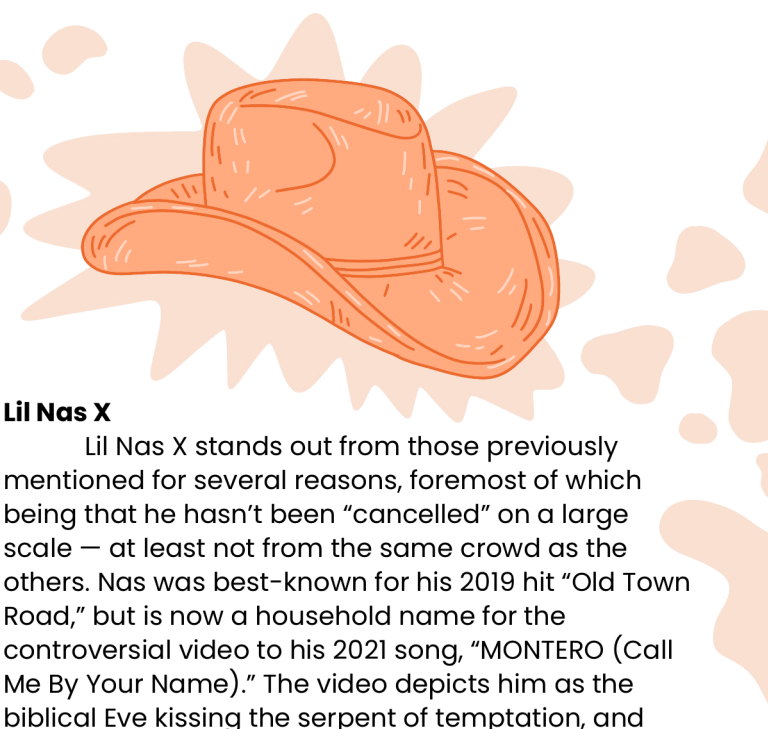 Lil Nas X
Lil Nas X stands out from those previously
mentioned for several reasons, foremost of which
being that he hasn’t been “cancelled” on a large
scale — at least not from the same crowd as the
others. Nas was best-known for his 2019 hit “Old Town
Road,” but is now a household name for the
controversial video to his 2021 song, “MONTERO (Call
Me By Your Name).” The video depicts him as the
biblical Eve kissing the serpent of temptation, and